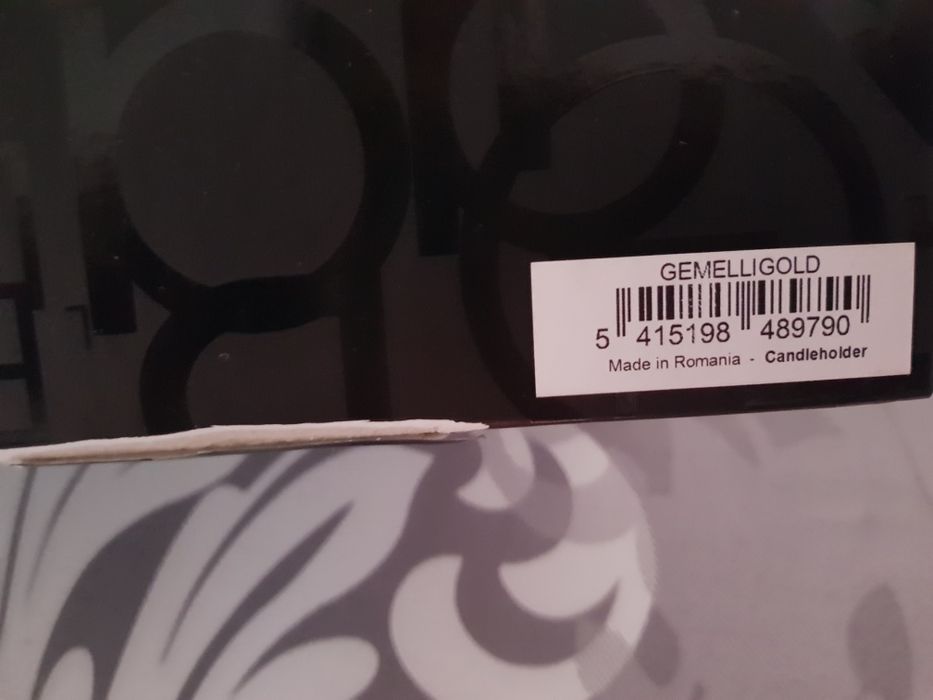 GEMELLIGOLD
5 415198 489790
Made in Romania - Candleholder